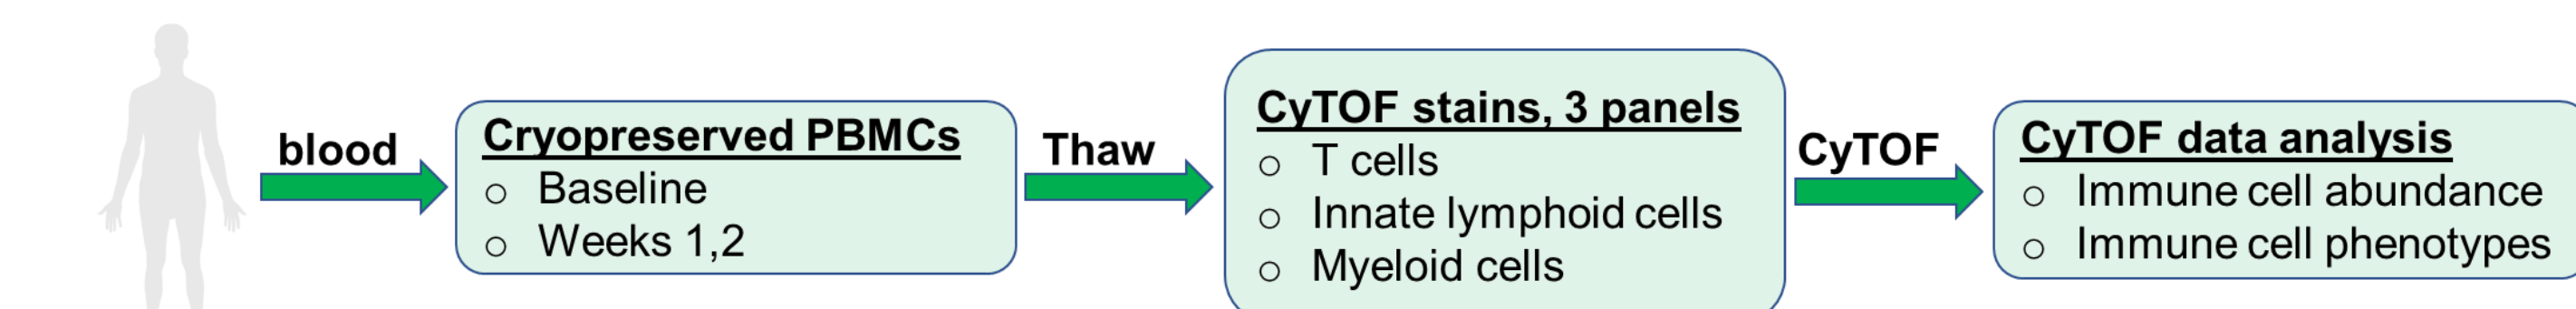 blood
Cryopreserved PBMCs
○ Baseline
○ Weeks 1,2
Thaw
CyTOF stains, 3 panels
○ T cells
○ Innate lymphoid cells
○ Myeloid cells
CyTOF
CyTOF data analysis
○ Immune cell abundance
○ Immune cell phenotypes